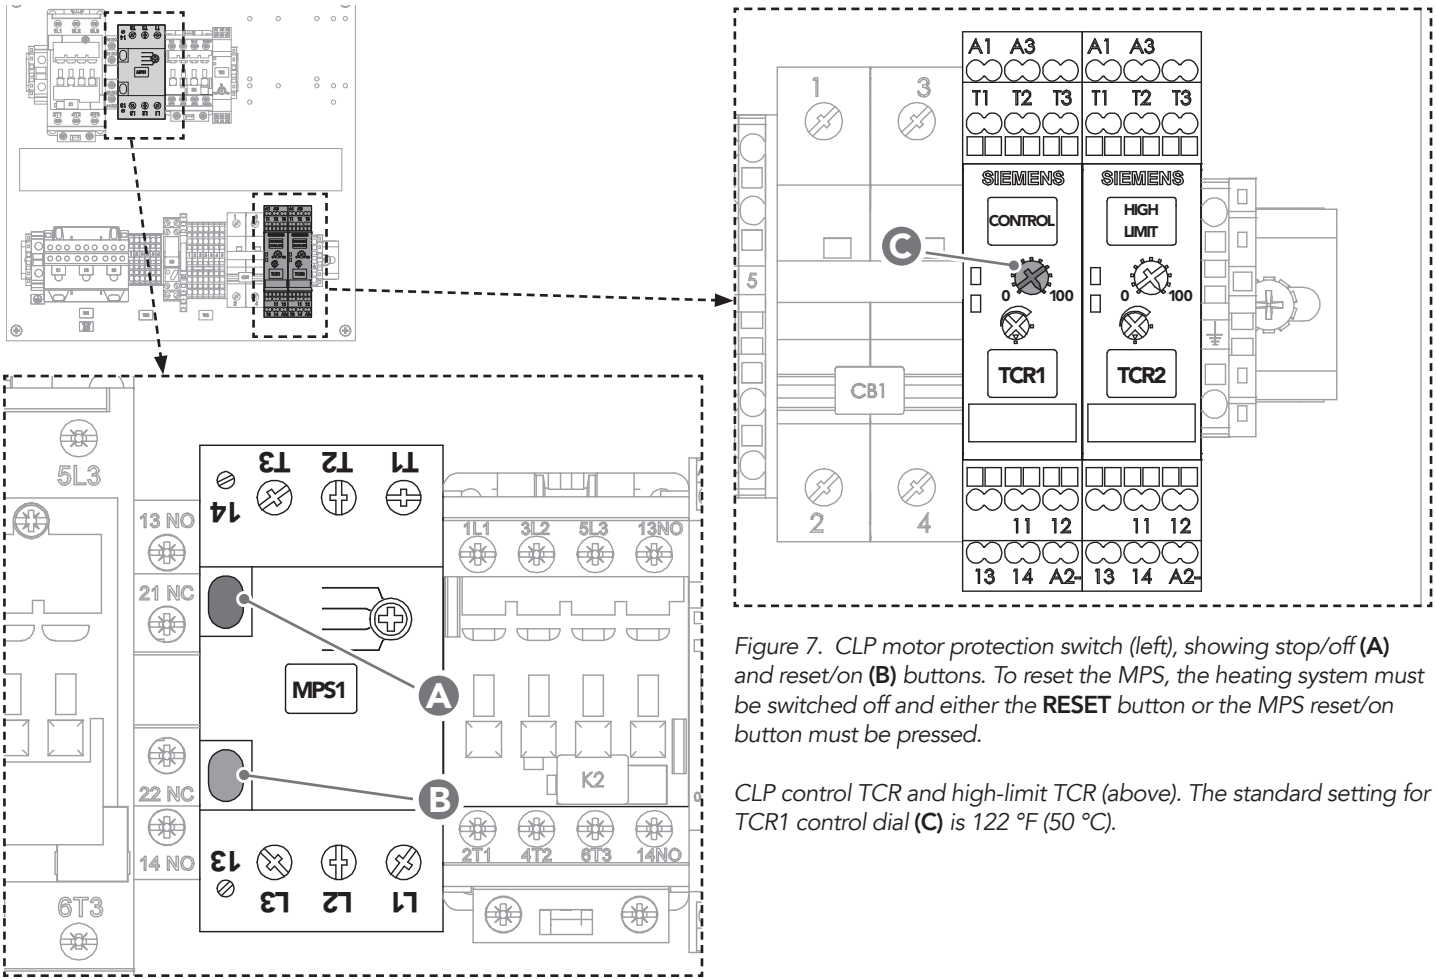 MPS1
TCR1 TCR2
A1 A3 A1 A3
T1 T2 T3 T1 T2 T3
SIEMENS SIEMENS
CONTROL HIGH
LIMIT
C
0 100 0 100
TCR1 TCR2
11 12 11 12
13 14 A2- 13 14 A2-
1 3
5
CB1
2 4
5L3
13 NO
21 NC
22 NC
14 NO
6T3
14 T3 T2 T1
MPS1
A
B
13 L3 L2 L1
1L1 3L2 5L3 13NO
K2
2T1 4T2 6T3 14NO
Figure 7. CLP motor protection switch (left), showing stop/off (A)
and reset/on (B) buttons. To reset the MPS, the heating system must
be switched off and either the RESET button or the MPS reset/on
button must be pressed.
CLP control TCR and high-limit TCR (above). The standard setting for
TCR1 control dial (C) is 122 °F (50 °C).